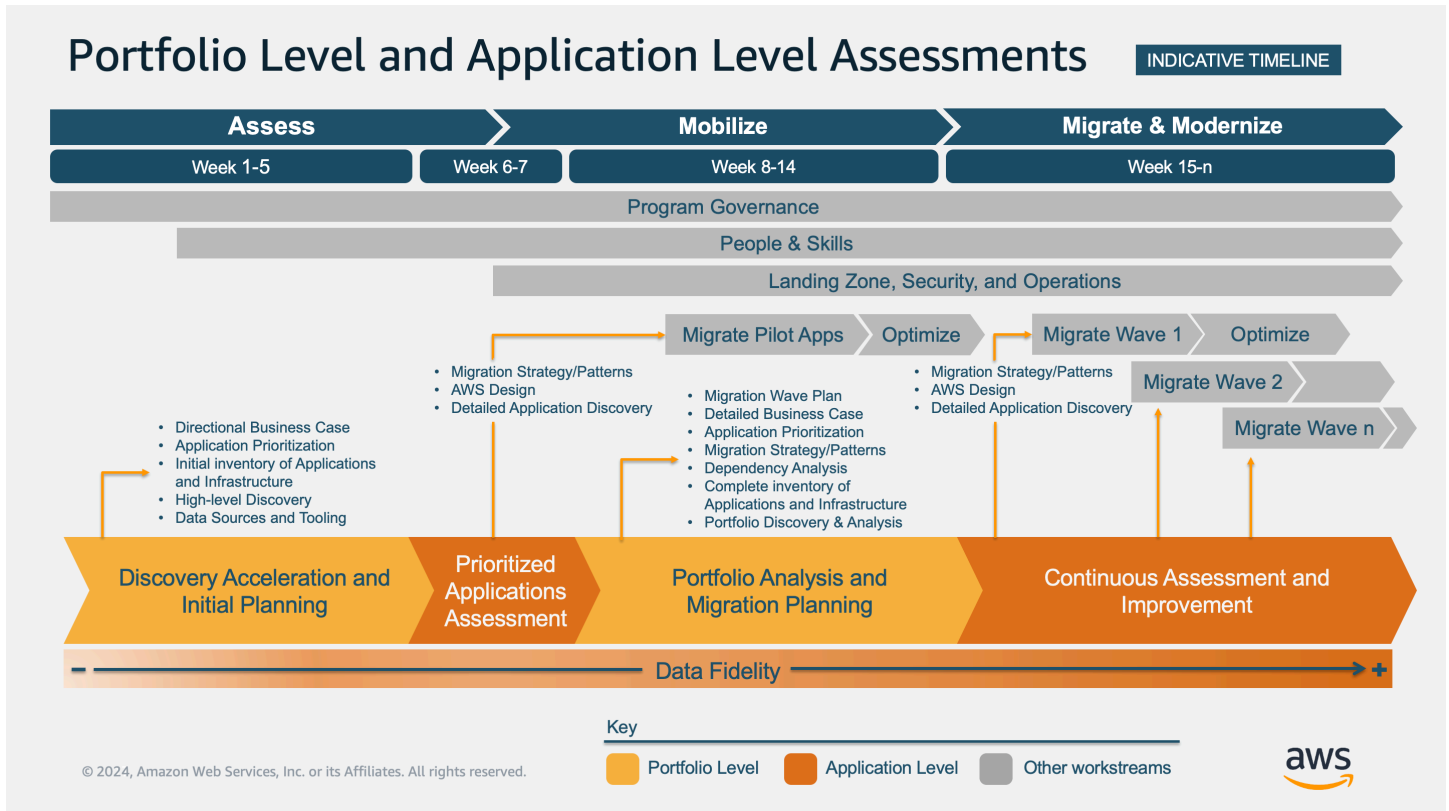 Portfolio Level and Application Level Assessments
INDICATIVE TIMELINE
Assess
Mobilize
Migrate & Modernize
Week 1-5
Week 6-7
Week 8-14
Week 15-n
Program Governance
People & Skills
Landing Zone, Security, and Operations
Migrate Pilot Apps
Optimize
Migrate Wave 1
Optimize
Migrate Wave 2
Migrate Wave n
• Directional Business Case
• Application Prioritization
• Initial inventory of Applications
and Infrastructure
• High-level Discovery
• Data Sources and Tooling
• Migration Strategy/Patterns
• AWS Design
• Detailed Application Discovery
• Migration Wave Plan
• Detailed Business Case
• Application Prioritization
• Migration Strategy/Patterns
• Dependency Analysis
• Complete inventory of
Applications and Infrastructure
• Portfolio Discovery & Analysis
• Migration Strategy/Patterns
• AWS Design
• Detailed Application Discovery
Discovery Acceleration and
Initial Planning
Prioritized
Applications
Assessment
Portfolio Analysis and
Migration Planning
Continuous Assessment and
Improvement
- Data Fidelity +
Key
Portfolio Level
Application Level
Other workstreams
© 2024, Amazon Web Services, Inc. or its Affiliates. All rights reserved.
aws